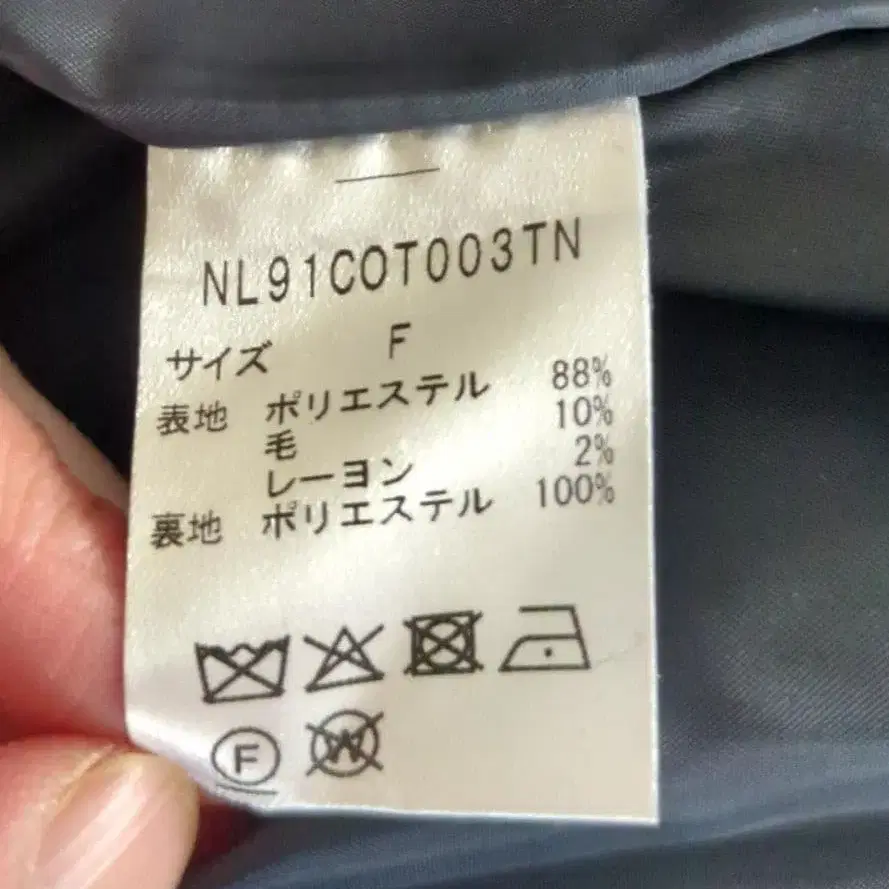 NL91COT003TN
サイズ F
表地 ポリエステル 88%
毛 10%
レーヨン 2%
裏地 ポリエステル 100%
F W